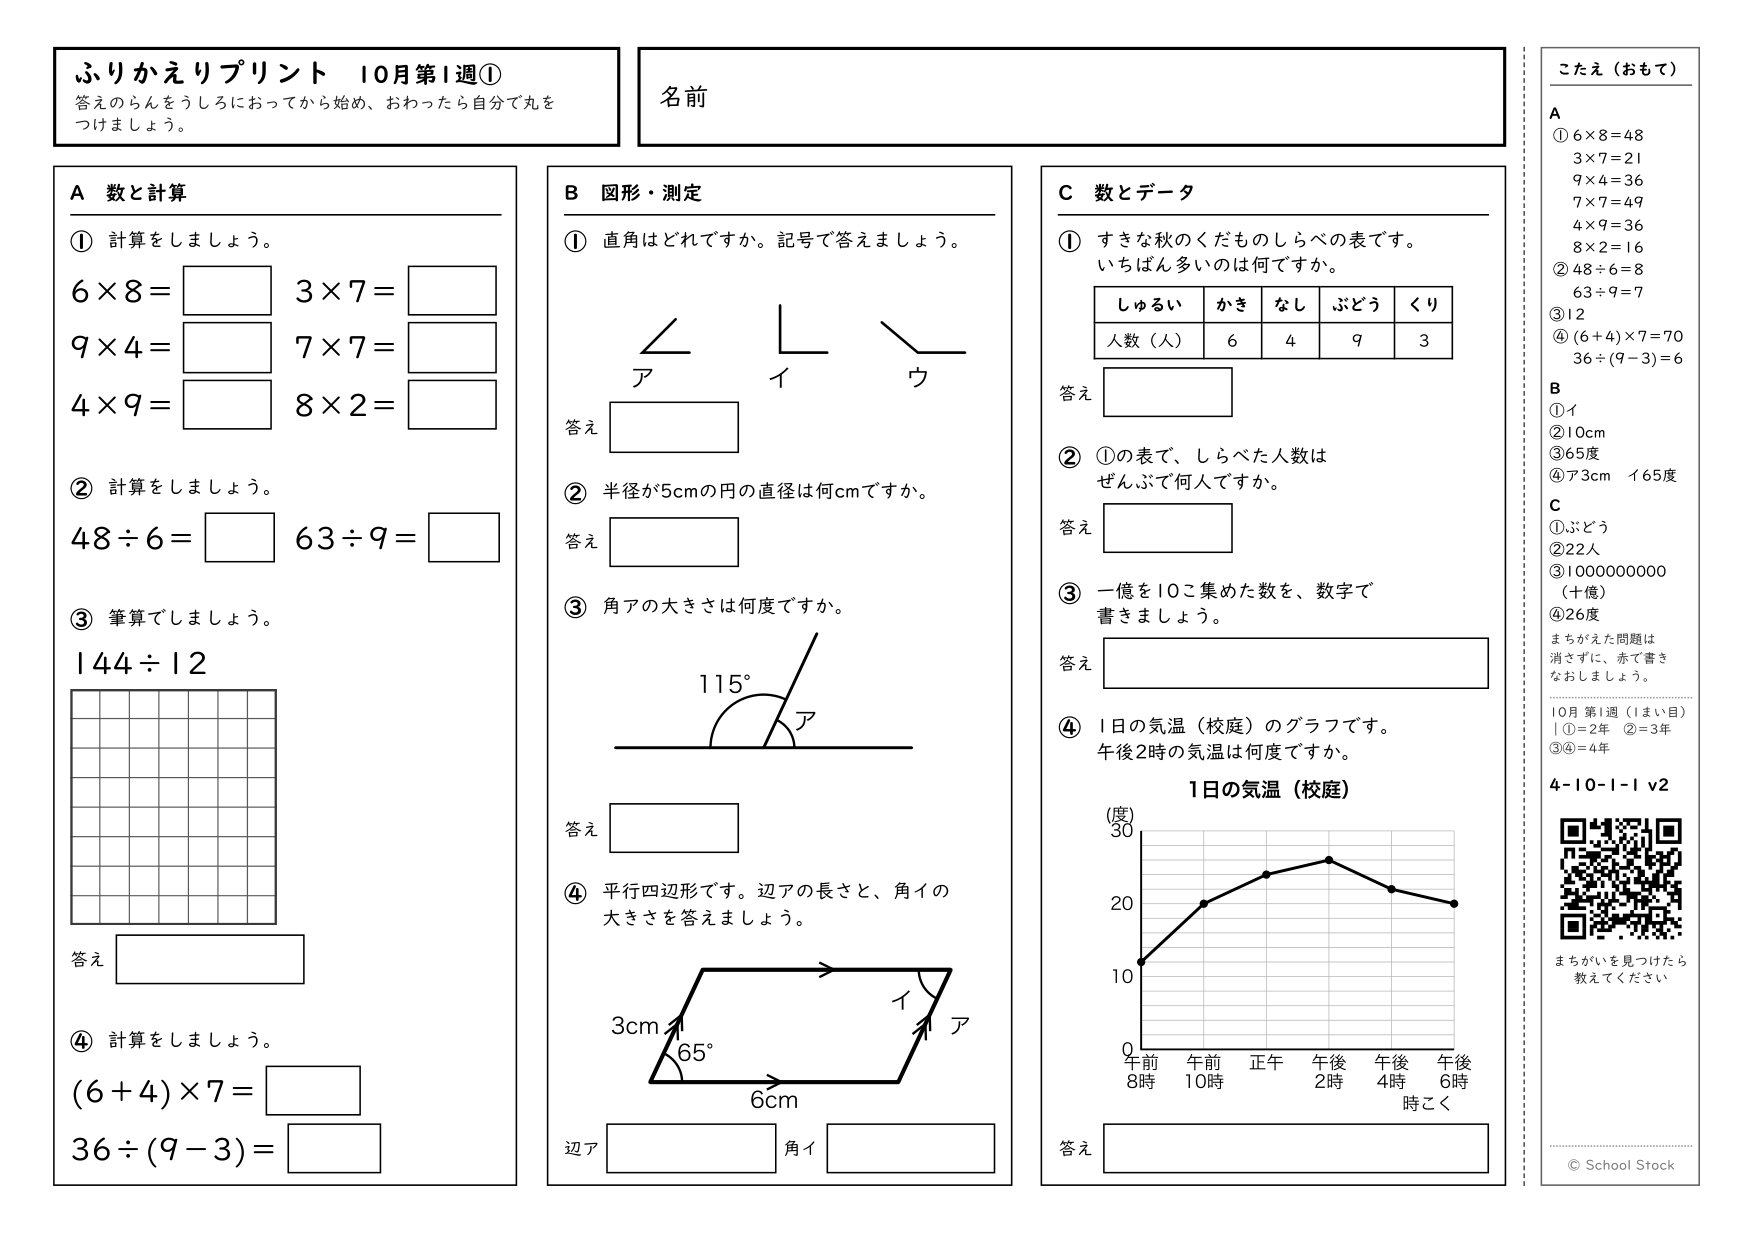 ふりかえりプリント　10月第1週①
答えのらんをうしろにおってから始め、おわったら自分で丸を
つけましょう。
名前
A　数と計算
① 計算をしましょう。
6×8＝ 3×7＝
9×4＝ 7×7＝
4×9＝ 8×2＝
② 計算をしましょう。
48÷6＝ 63÷9＝
③ 筆算でしましょう。
144÷12
答え
④ 計算をしましょう。
(6＋4)×7＝
36÷(9－3)＝
B　図形・測定
① 直角はどれですか。記号で答えましょう。
ア イ ウ
答え
② 半径が5cmの円の直径は何cmですか。
答え
③ 角アの大きさは何度ですか。
115°
ア
答え
④ 平行四辺形です。辺アの長さと、角イの
大きさを答えましょう。
イ
3cm ア
65°
6cm
辺ア 角イ
C　数とデータ
① すきな秋のくだものしらべの表です。
いちばん多いのは何ですか。
しゅるい かき なし ぶどう くり
人数（人） 6 4 9 3
答え
② ①の表で、しらべた人数は
ぜんぶで何人ですか。
答え
③ 一億を10こ集めた数を、数字で
書きましょう。
答え
④ 1日の気温（校庭）のグラフです。
午後2時の気温は何度ですか。
1日の気温（校庭）
(度)
30
20
10
0
午前 午前 正午 午後 午後 午後
8時 10時 2時 4時 6時
時こく
答え
こたえ（おもて）
A
①6×8＝48
3×7＝21
9×4＝36
7×7＝49
4×9＝36
8×2＝16
②48÷6＝8
63÷9＝7
③12
④(6＋4)×7＝70
36÷(9－3)＝6
B
①イ
②10cm
③65度
④ア3cm　イ65度
C
①ぶどう
②22人
③1000000000
（十億）
④26度
まちがえた問題は
消さずに、赤で書き
なおしましょう。
10月 第1週（1まい目）
｜①＝2年　②＝3年
③④＝4年
4-10-1-1 v2
まちがいを見つけたら
教えてください
© School Stock